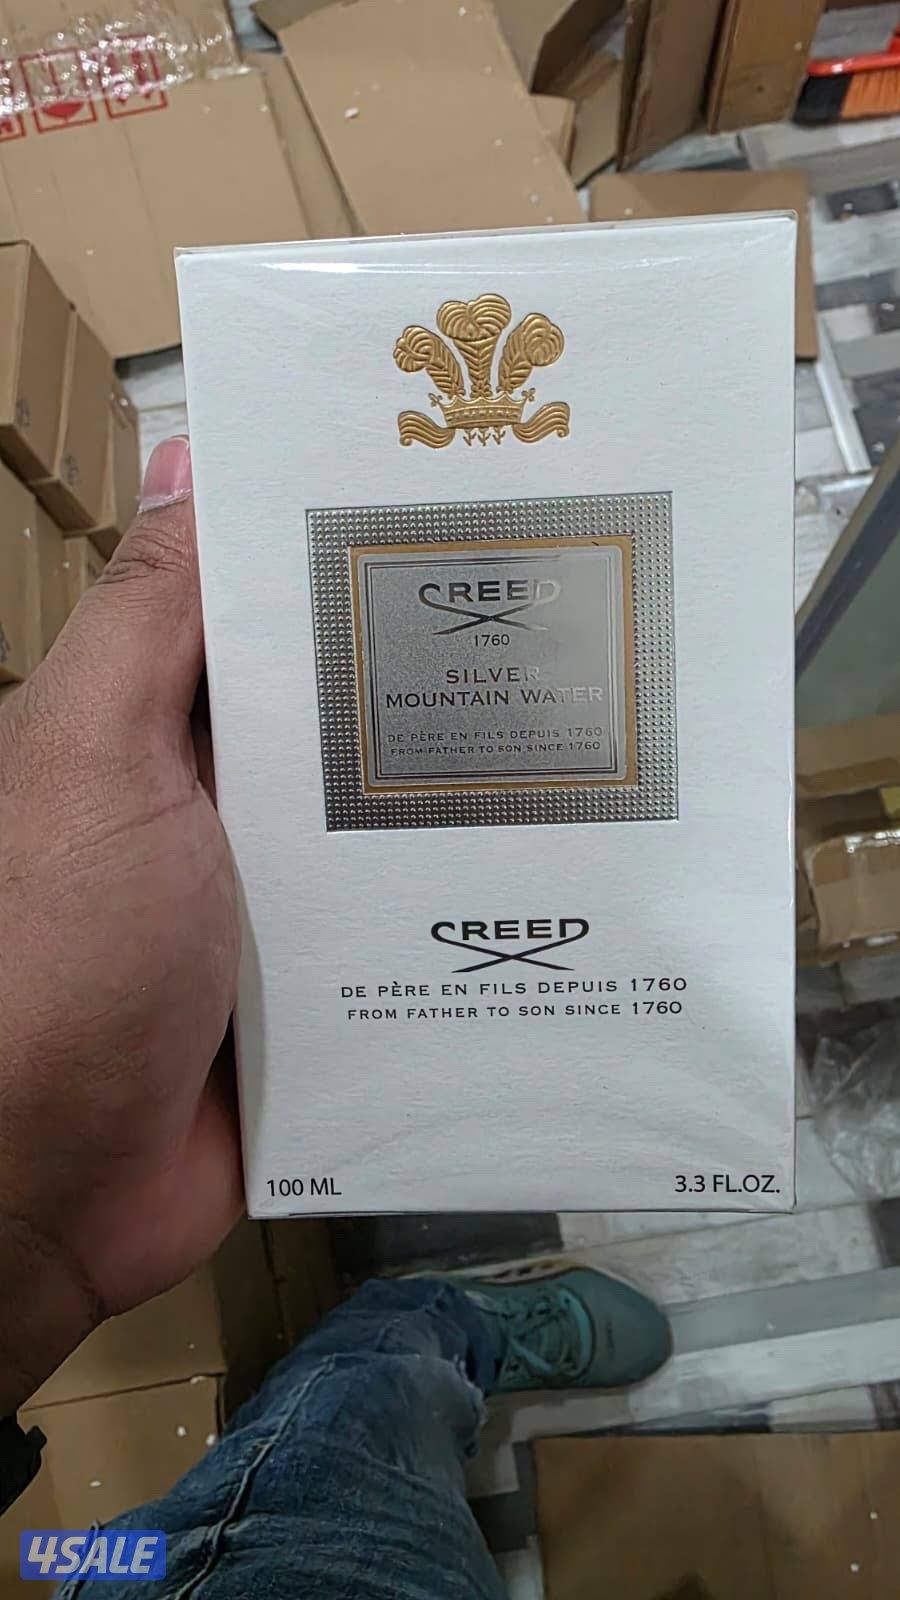 CREED
1760
SILVER
MOUNTAIN WATER
DE PÈRE EN FILS DEPUIS 1760
FROM FATHER TO SON SINCE 1760
CREED
DE PÈRE EN FILS DEPUIS 1760
FROM FATHER TO SON SINCE 1760
100 ML
3.3 FL.OZ.
4SALE